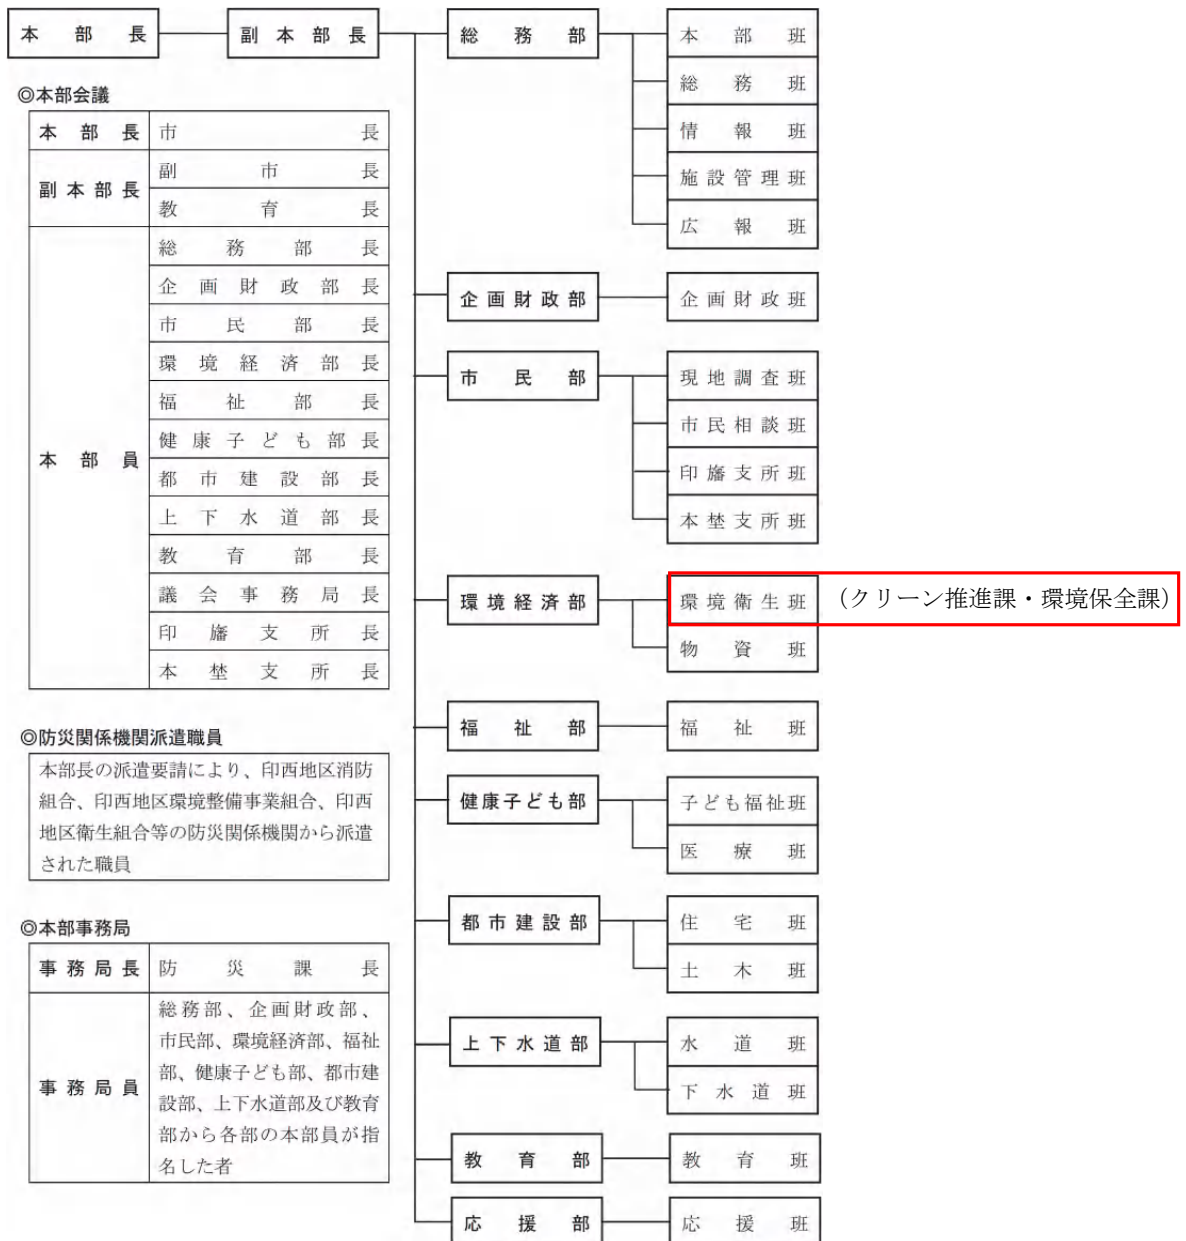 本部長
副本部長
◎本部会議
本部長 市長
副本部長 副市長
教育長
本部員 総務部長
企画財政部長
市民部長
環境経済部長
福祉部長
健康子ども部長
都市建設部長
上下水道部長
教育部長
議会事務局長
印旛支所長
本埜支所長
◎防災関係機関派遣職員
本部長の派遣要請により、印西地区消防
組合、印西地区環境整備事業組合、印西
地区衛生組合等の防災関係機関から派遣
された職員
◎本部事務局
事務局長 防災課長
事務局員 総務部、企画財政部、
市民部、環境経済部、福祉
部、健康子ども部、都市建
設部、上下水道部及び教育
部から各部の本部員が指
名した者
総務部
本部班
総務班
情報班
施設管理班
広報班
企画財政部
企画財政班
市民部
現地調査班
市民相談班
印旛支所班
本埜支所班
環境経済部
環境衛生班 (クリーン推進課・環境保全課)
物資班
福祉部
福祉班
健康子ども部
子ども福祉班
医療班
都市建設部
住宅班
土木班
上下水道部
水道班
下水道班
教育部
教育班
応援部
応援班